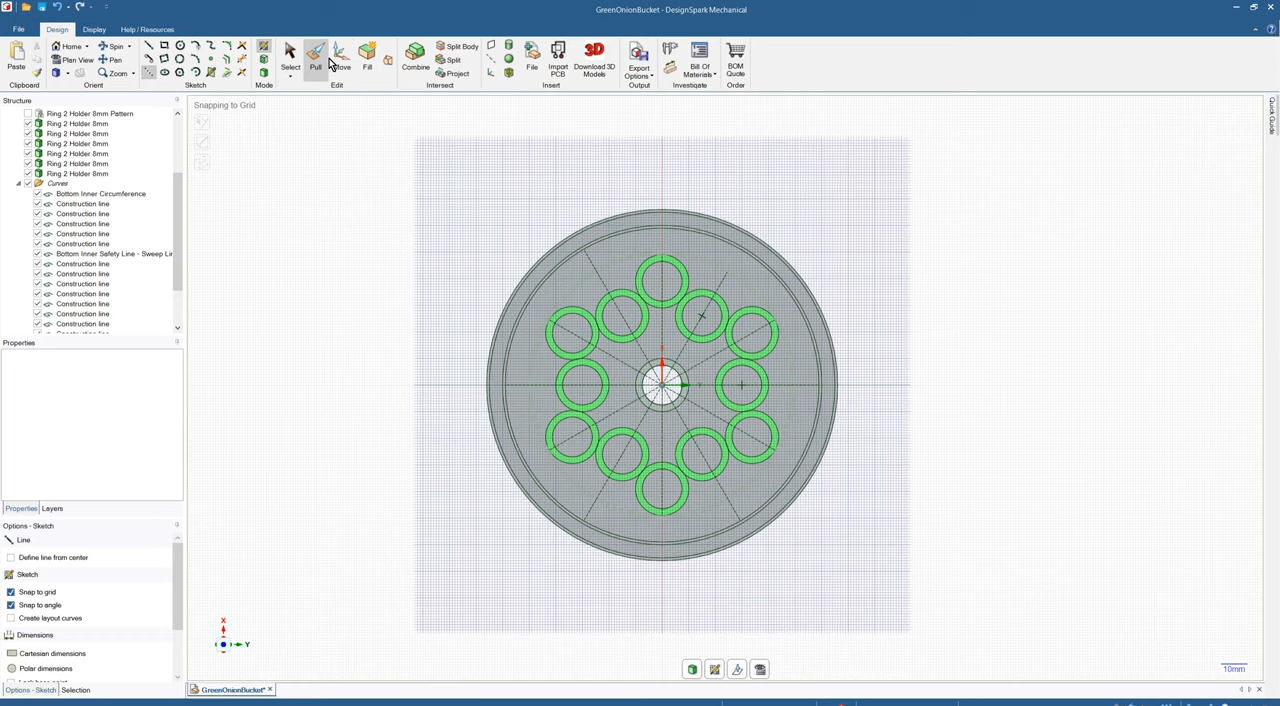 GreenOnionBucket - DesignSpark Mechanical
File
Design
Display
Help / Resources
Paste
Home
Plan View
Spin
Pan
Zoom
Select
Pull
Move
Fill
Combine
Split Body
Split
Project
File
Import
PCB
Download 3D
Models
Export
Options
Bill Of
Materials
BOM
Quote
Clipboard
Orient
Sketch
Mode
Edit
Intersect
Insert
Output
Investigate
Order
Structure
Snapping to Grid
Quick Guide
Ring 2 Holder 8mm Pattern
Ring 2 Holder 8mm
Ring 2 Holder 8mm
Ring 2 Holder 8mm
Ring 2 Holder 8mm
Ring 2 Holder 8mm
Ring 2 Holder 8mm
Curves
Bottom Inner Circumference
Construction line
Construction line
Construction line
Construction line
Construction line
Bottom Inner Safety Line - Sweep Lir
Construction line
Construction line
Construction line
Construction line
Construction line
Construction line
Construction line
Properties
Properties
Layers
Options - Sketch
Line
Define line from center
Sketch
Snap to grid
Snap to angle
Create layout curves
Dimensions
Cartesian dimensions
Polar dimensions
X
Y
10mm
Options - Sketch
Selection
GreenOnionBucket*